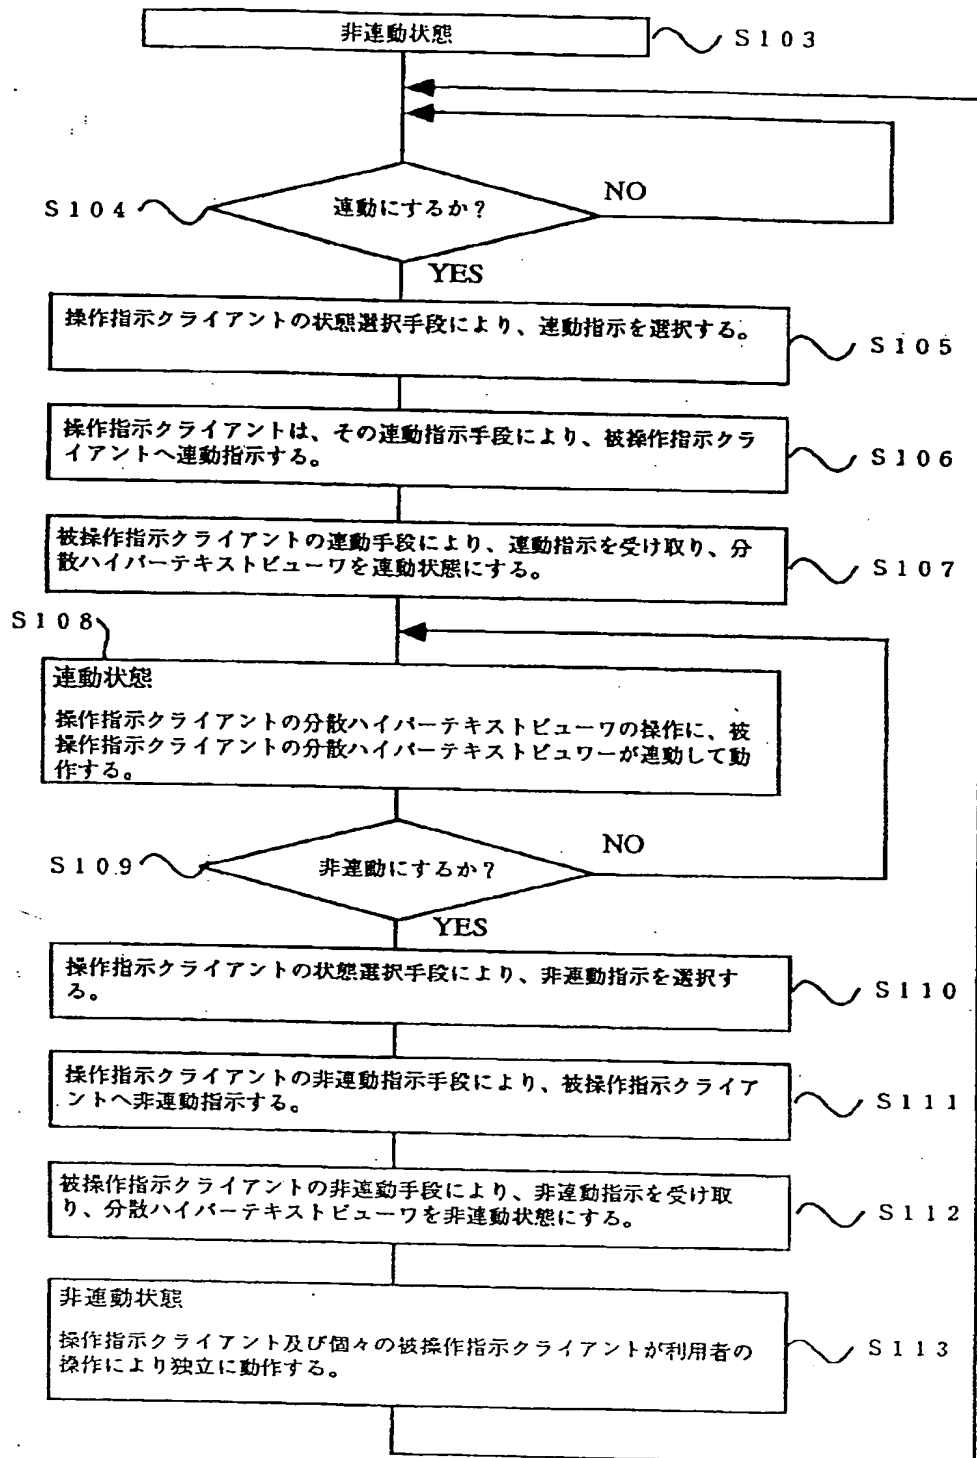 非連動状態
S103
連動にするか？
NO
S104
YES
操作指示クライアントの状態選択手段により、連動指示を選択する。
S105
操作指示クライアントは、その連動指示手段により、被操作指示クラ
イアントへ連動指示する。
S106
被操作指示クライアントの連動手段により、連動指示を受け取り、分
散ハイパーテキストビューワを連動状態にする。
S107
S108
連動状態
操作指示クライアントの分散ハイパーテキストビューワの操作に、被
操作指示クライアントの分散ハイパーテキストビュワーが連動して動
作する。
S109
非連動にするか？
NO
YES
操作指示クライアントの状態選択手段により、非連動指示を選択す
る。
S110
操作指示クライアントの非連動指示手段により、被操作指示クライア
ントへ非連動指示する。
S111
被操作指示クライアントの非連動手段により、非連動指示を受け取
り、分散ハイパーテキストビューワを非連動状態にする。
S112
非連動状態
操作指示クライアント及び個々の被操作指示クライアントが利用者の
操作により独立に動作する。
S113